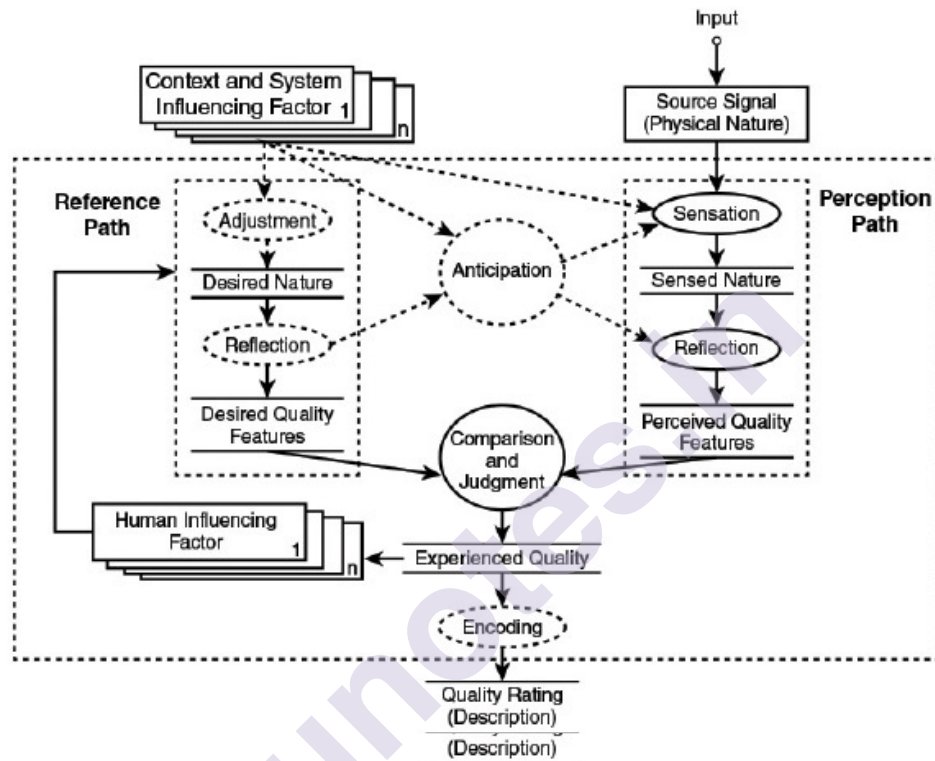 Input
Context and System
Influencing Factor 1
n
Source Signal
(Physical Nature)
Reference
Path
Perception
Path
Adjustment
Sensation
Anticipation
Desired Nature
Sensed Nature
Reflection
Reflection
Desired Quality
Features
Perceived Quality
Features
Comparison
and
Judgment
Human Influencing
Factor 1
n
Experienced Quality
Encoding
Quality Rating
(Description)
(Description)